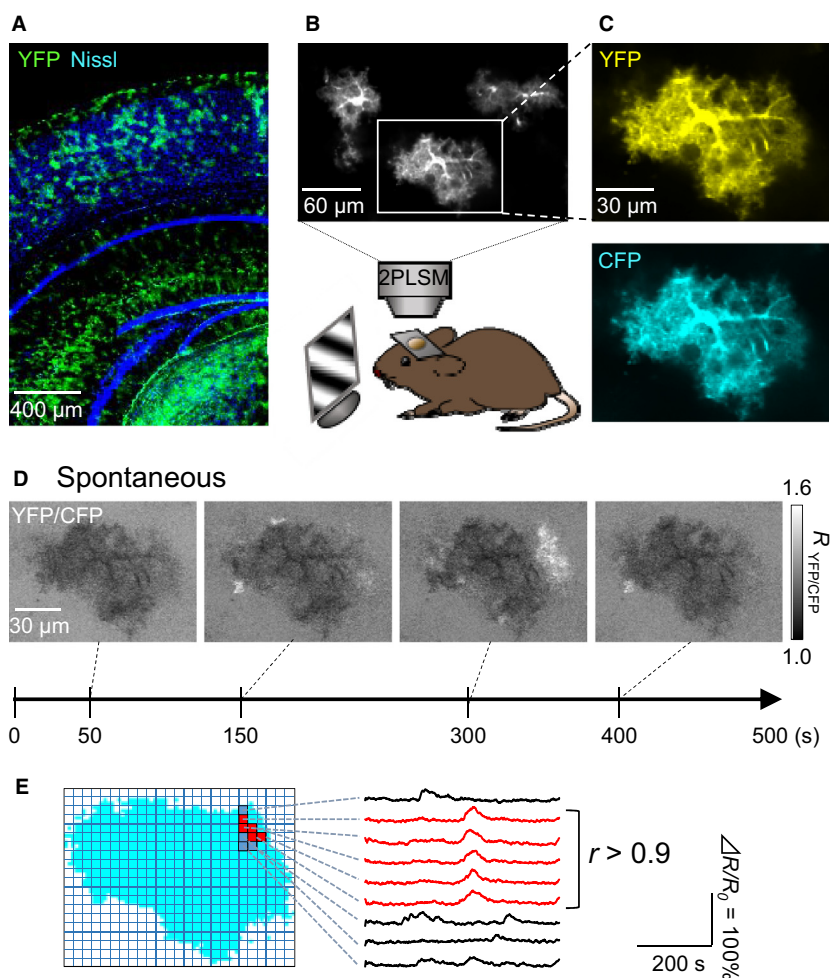 A
YFP Nissl
400 µm
B
60 µm
2PLSM
C
YFP
30 µm
CFP
D Spontaneous
YFP/CFP
30 µm
1.6
R YFP/CFP
1.0
0 50 150 300 400 500 (s)
E
r > 0.9
ΔR/R0 = 100%
200 s